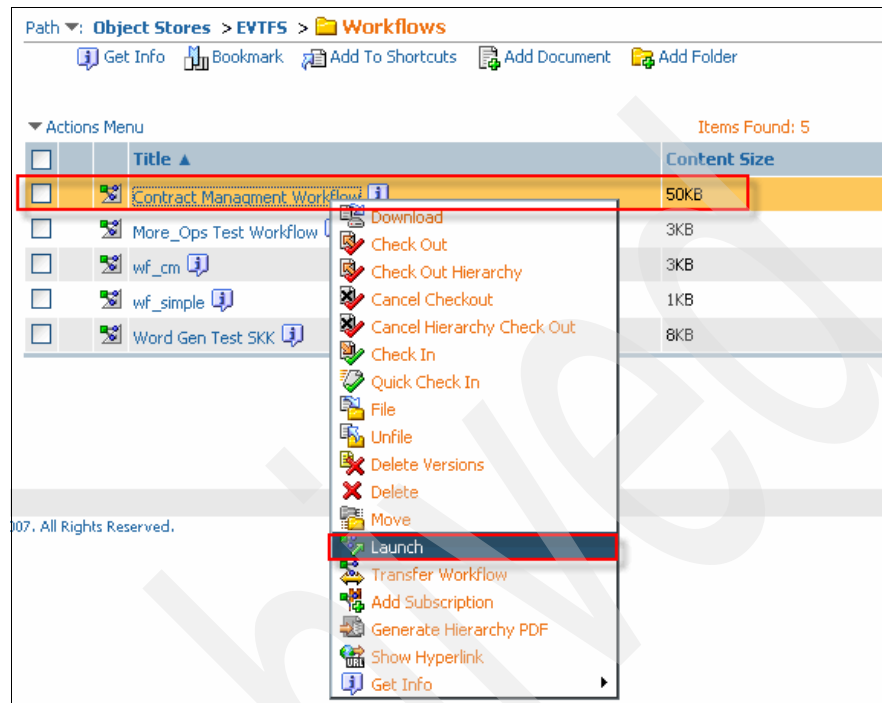 Path ▼: Object Stores > EVTFS > Workflows
Get Info Bookmark Add To Shortcuts Add Document Add Folder
▼ Actions Menu Items Found: 5
Title ▲ Content Size
Contract Managment Workflow 50KB
More_Ops Test Workflow 3KB
wf_cm 3KB
wf_simple 1KB
Word Gen Test SKK 8KB
Download
Check Out
Check Out Hierarchy
Cancel Checkout
Cancel Hierarchy Check Out
Check In
Quick Check In
File
Unfile
Delete Versions
Delete
Move
007. All Rights Reserved.
Launch
Transfer Workflow
Add Subscription
Generate Hierarchy PDF
URL Show Hyperlink
Get Info
hived